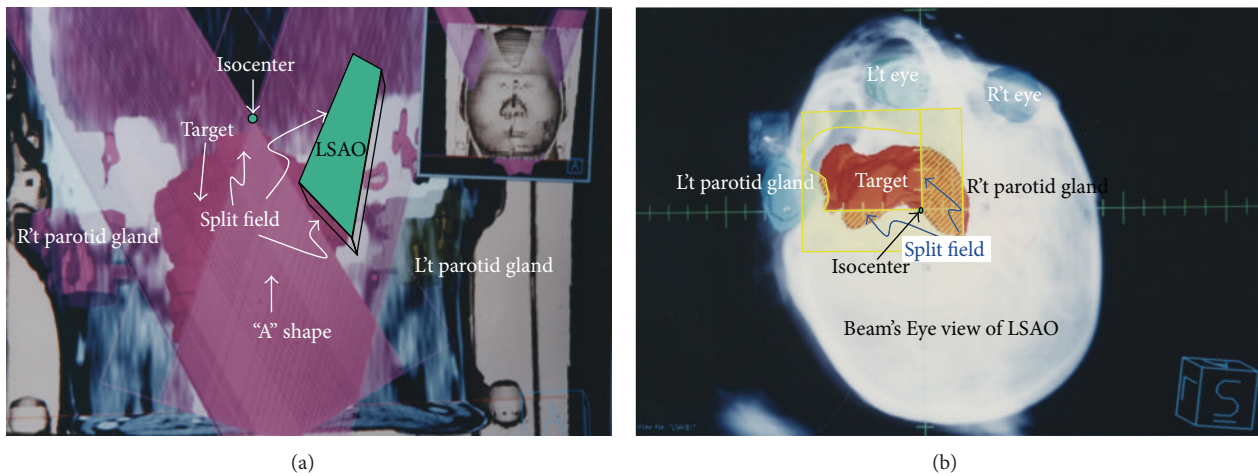 Isocenter
Target
LSAO
Split field
R't parotid gland
L't parotid gland
"A" shape
A
(a)
L't eye
R't eye
L't parotid gland
Target
R't parotid gland
Split field
Isocenter
Beam's Eye view of LSAO
S
(b)